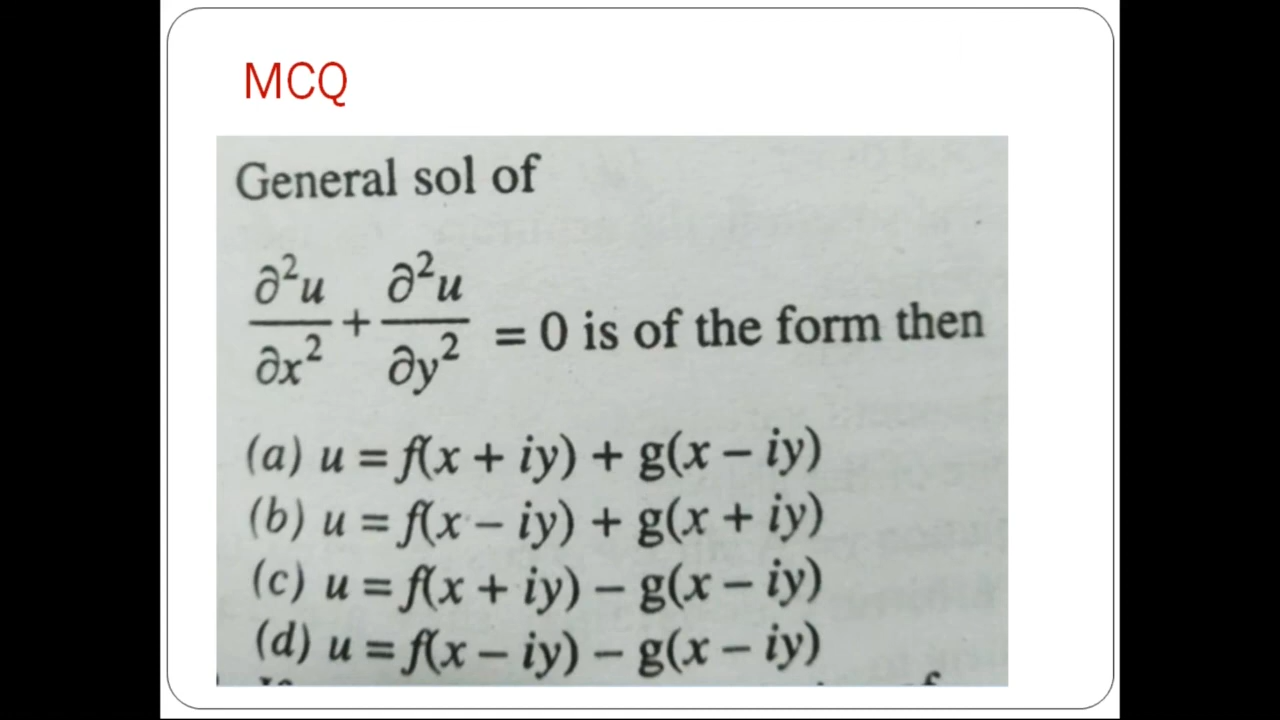 MCQ
General sol of
∂²u/∂x² + ∂²u/∂y² = 0 is of the form then
(a) u = f(x + iy) + g(x – iy)
(b) u = f(x – iy) + g(x + iy)
(c) u = f(x + iy) – g(x – iy)
(d) u = f(x – iy) – g(x – iy)